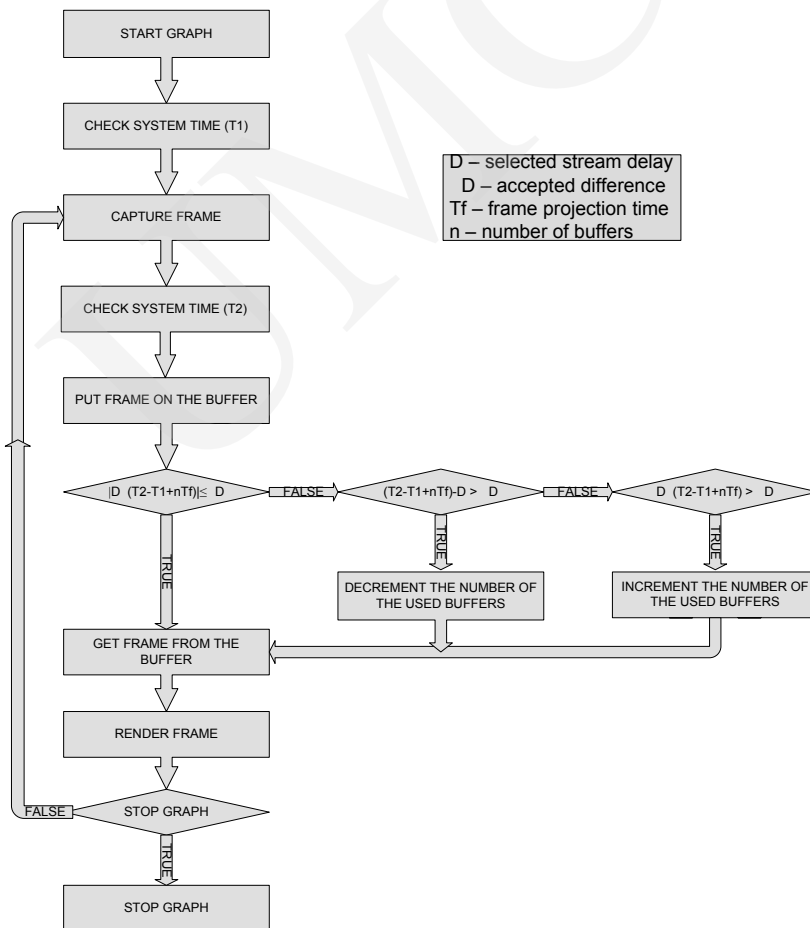 START GRAPH
CHECK SYSTEM TIME (T1)
D – selected stream delay
D – accepted difference
Tf – frame projection time
n – number of buffers
CAPTURE FRAME
CHECK SYSTEM TIME (T2)
PUT FRAME ON THE BUFFER
|D (T2-T1+nTf)|≤ D
FALSE
(T2-T1+nTf)-D > D
FALSE
D (T2-T1+nTf) > D
TRUE
TRUE
TRUE
DECREMENT THE NUMBER OF
THE USED BUFFERS
INCREMENT THE NUMBER OF
THE USED BUFFERS
GET FRAME FROM THE
BUFFER
RENDER FRAME
FALSE
STOP GRAPH
TRUE
STOP GRAPH
UMC